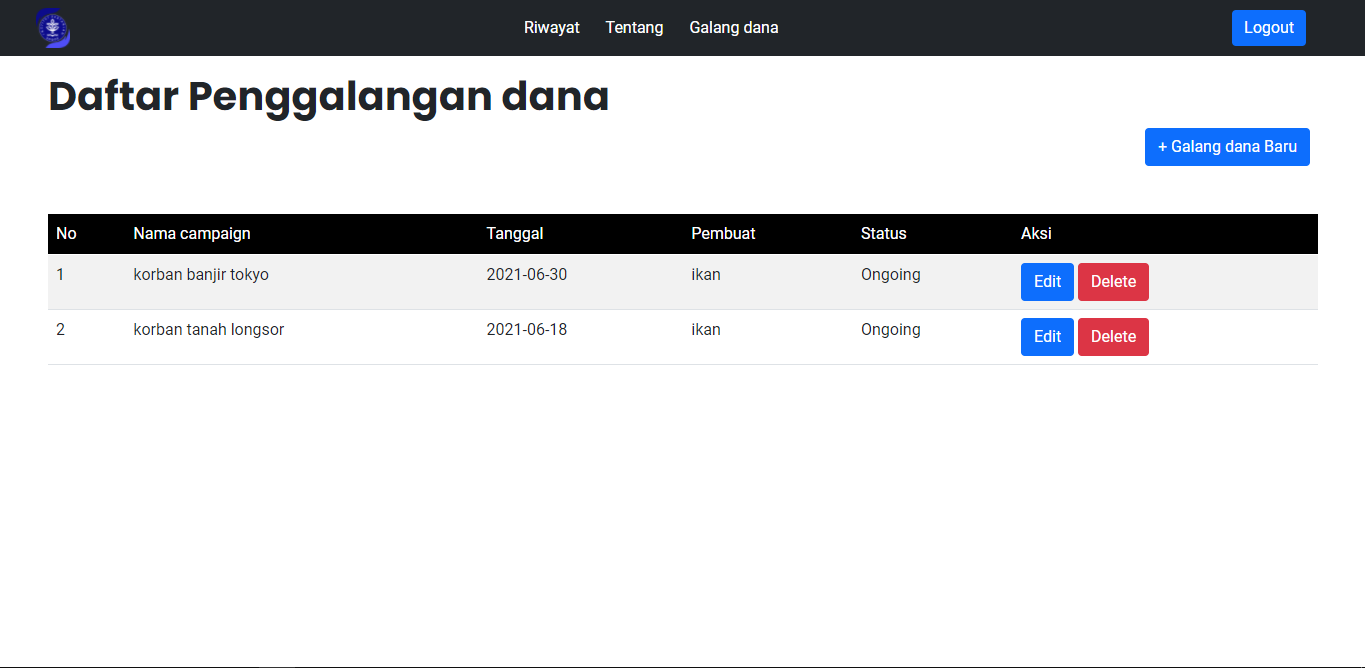 Riwayat Tentang Galang dana Logout
Daftar Penggalangan dana
+ Galang dana Baru
No Nama campaign Tanggal Pembuat Status Aksi
1 korban banjir tokyo 2021-06-30 ikan Ongoing Edit Delete
2 korban tanah longsor 2021-06-18 ikan Ongoing Edit Delete